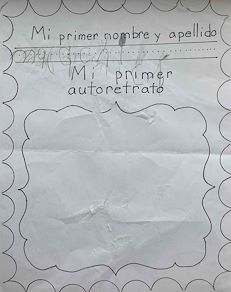 Mi primer nombre y apellido
Mi primer
autoretrato